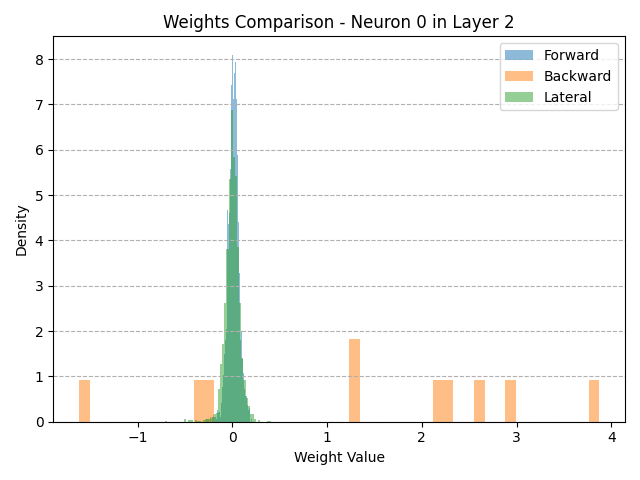 Weights Comparison - Neuron 0 in Layer 2
Forward
Backward
Lateral
Density
8
7
6
5
4
3
2
1
0
−1
0
1
2
3
4
Weight Value